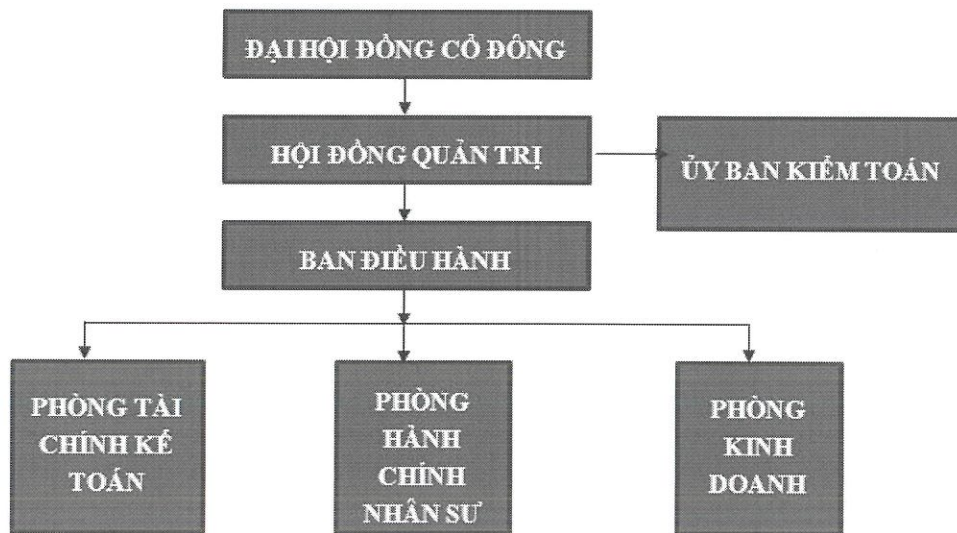 ĐẠI HỘI ĐỒNG CỔ ĐÔNG
HỘI ĐỒNG QUẢN TRỊ
ỦY BAN KIỂM TOÁN
BAN ĐIỀU HÀNH
PHÒNG TÀI
CHÍNH KẾ
TOÁN
PHÒNG
HÀNH
CHÍNH
NHÂN SƯ
PHÒNG
KINH
DOANH